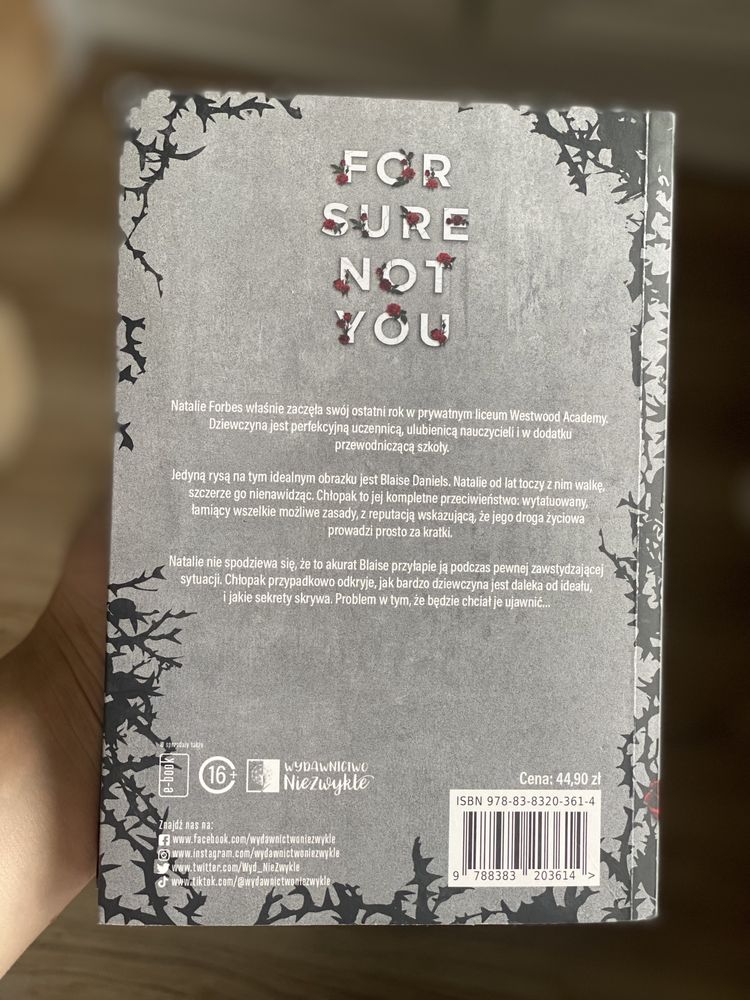 FOR
SURE
NOT
YOU
Natalie Forbes właśnie zaczęła swój ostatni rok w prywatnym liceum Westwood Academy.
Dziewczyna jest perfekcyjną uczennicą, ulubienicą nauczycieli i w dodatku
przewodniczącą szkoły.
Jedyną rysą na tym idealnym obrazku jest Blaise Daniels. Natalie od lat toczy z nim walkę,
szczerze go nienawidząc. Chłopak to jej kompletne przeciwieństwo: wytatuowany,
łamiący wszelkie możliwe zasady, z reputacją wskazującą, że jego droga życiowa
prowadzi prosto za kratki.
Natalie nie spodziewa się, że to akurat Blaise przyłapie ją podczas pewnej zawstydzającej
sytuacji. Chłopak przypadkowo odkryje, jak bardzo dziewczyna jest daleka od ideału,
i jakie sekrety skrywa. Problem w tym, że będzie chciał je ujawnić...
W sprzedaży także
e-book
16+
WYDAWNICTWO
NieZwykłe
Cena: 44,90 zł
ISBN 978-83-8320-361-4
9 788383 203614 >
Znajdź nas na:
www.facebook.com/wydawnictwoniezwykle
www.instagram.com/wydawnictwoniezwykle
www.twitter.com/Wyd_NieZwykle
www.tiktok.com/@wydawnictwoniezwykle